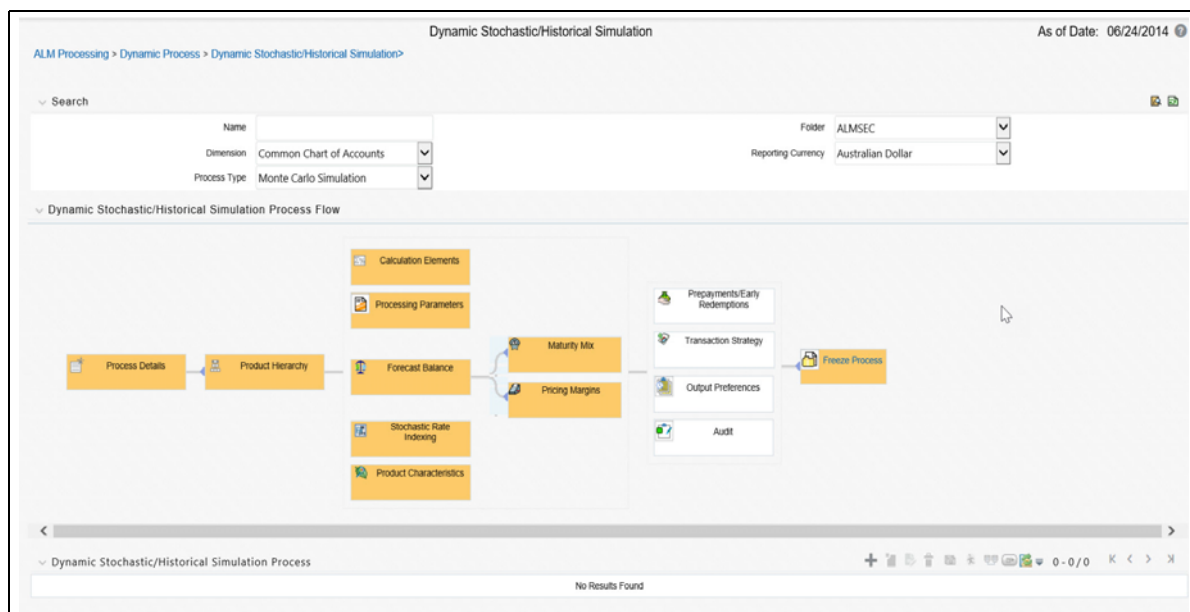 Dynamic Stochastic/Historical Simulation
As of Date: 06/24/2014
ALM Processing > Dynamic Process > Dynamic Stochastic/Historical Simulation>
Search
Name
Folder ALMSEC
Dimension Common Chart of Accounts
Reporting Currency Australian Dollar
Process Type Monte Carlo Simulation
Dynamic Stochastic/Historical Simulation Process Flow
Process Details
Product Hierarchy
Calculation Elements
Processing Parameters
Forecast Balance
Stochastic Rate
Indexing
Product Characteristics
Maturity Mix
Pricing Margins
Prepayments/Early
Redemptions
Transaction Strategy
Output Preferences
Audit
Freeze Process
Dynamic Stochastic/Historical Simulation Process
0-0/0
No Results Found